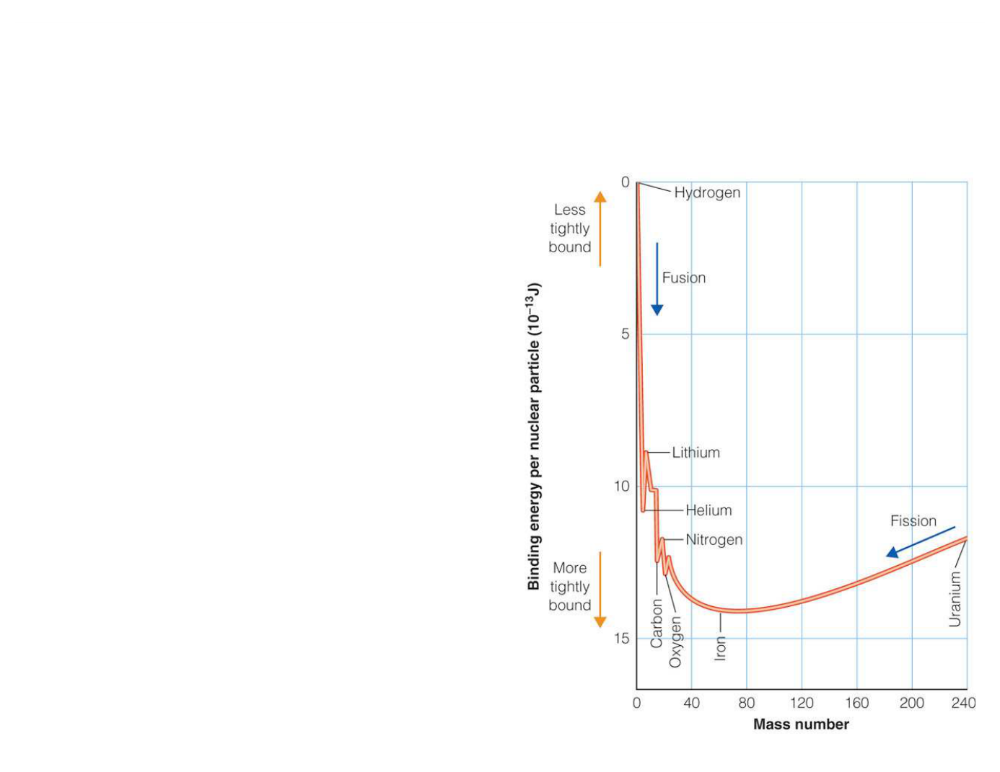 0
Hydrogen
Less
tightly
bound
Fusion
Binding energy per nuclear particle (10⁻¹³J)
5
Lithium
10
Helium
Fission
Nitrogen
More
tightly
bound
Carbon
Oxygen
Iron
Uranium
15
0 40 80 120 160 200 240
Mass number